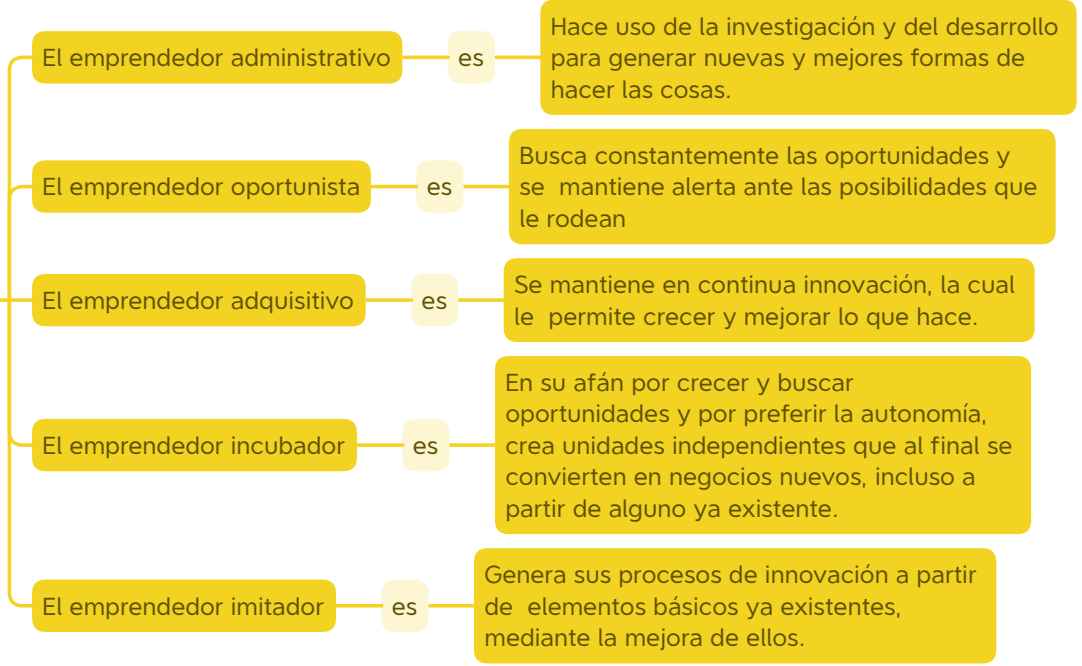 El emprendedor administrativo
es
Hace uso de la investigación y del desarrollo
para generar nuevas y mejores formas de
hacer las cosas.
El emprendedor oportunista
es
Busca constantemente las oportunidades y
se mantiene alerta ante las posibilidades que
le rodean
El emprendedor adquisitivo
es
Se mantiene en continua innovación, la cual
le permite crecer y mejorar lo que hace.
El emprendedor incubador
es
En su afán por crecer y buscar
oportunidades y por preferir la autonomía,
crea unidades independientes que al final se
convierten en negocios nuevos, incluso a
partir de alguno ya existente.
El emprendedor imitador
es
Genera sus procesos de innovación a partir
de elementos básicos ya existentes,
mediante la mejora de ellos.